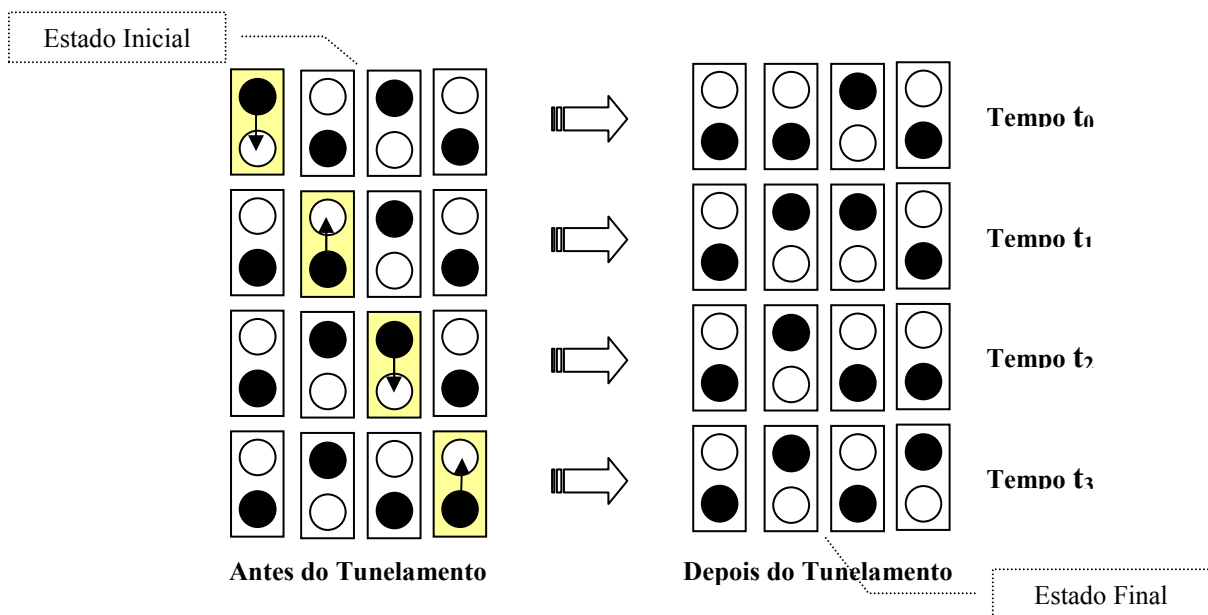 Estado Inicial
Tempo t₀
Tempo t₁
Tempo t₂
Tempo t₃
Antes do Tunelamento
Depois do Tunelamento
Estado Final